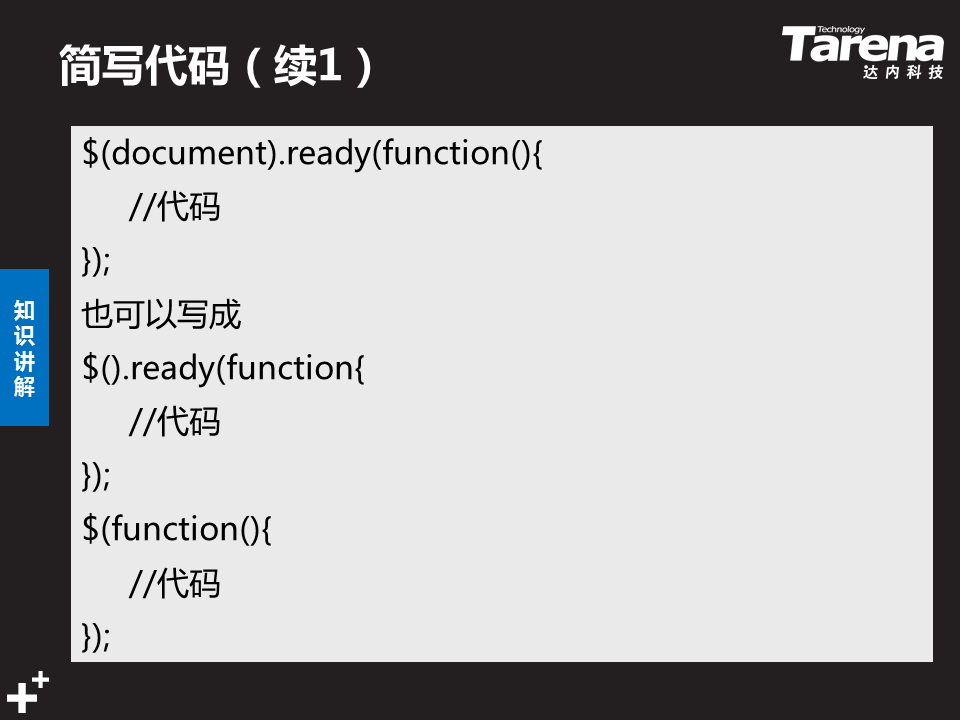 简写代码（续1）
Technology
Tarena
达内科技
$(document).ready(function(){
//代码
});
也可以写成
$().ready(function{
//代码
});
$(function(){
//代码
});
知识讲解